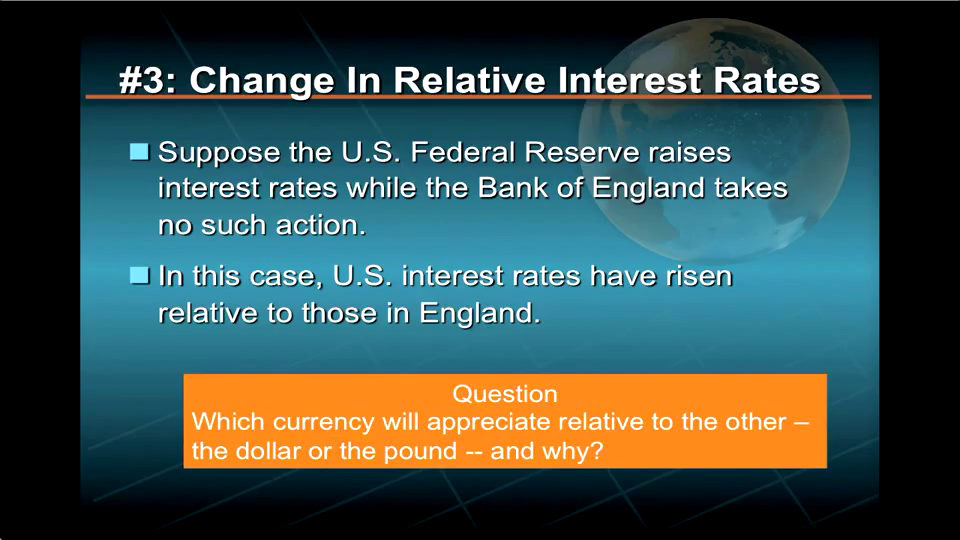 #3: Change In Relative Interest Rates
Suppose the U.S. Federal Reserve raises
interest rates while the Bank of England takes
no such action.
In this case, U.S. interest rates have risen
relative to those in England.
Question
Which currency will appreciate relative to the other –
the dollar or the pound -- and why?